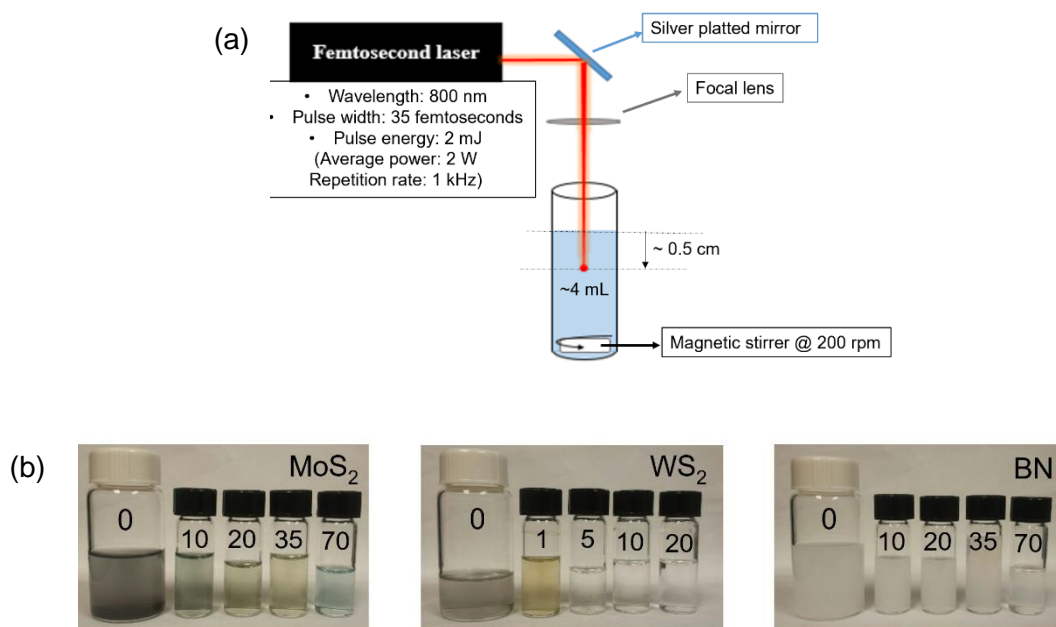 (a)
Femtosecond laser
• Wavelength: 800 nm
• Pulse width: 35 femtoseconds
• Pulse energy: 2 mJ
(Average power: 2 W
Repetition rate: 1 kHz)
Silver platted mirror
Focal lens
~ 0.5 cm
~4 mL
Magnetic stirrer @ 200 rpm
(b)
MoS₂
0
10
20
35
70
WS₂
0
1
5
10
20
BN
0
10
20
35
70